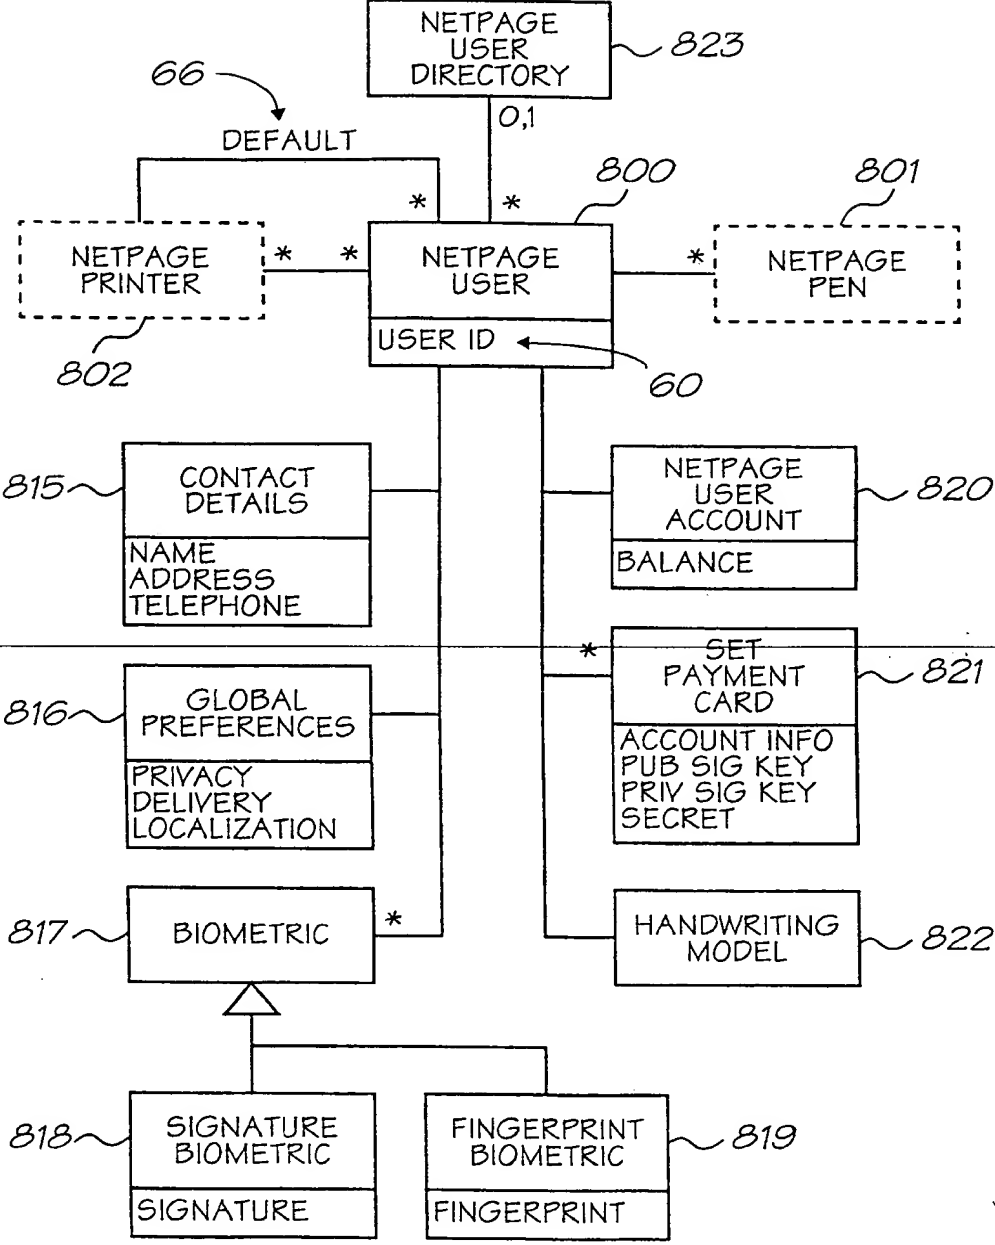 NETPAGE
USER
DIRECTORY
823
66
0,1
DEFAULT
800
801
*
*
NETPAGE
PRINTER
*
*
NETPAGE
USER
*
NETPAGE
PEN
802
USER ID
60
815
CONTACT
DETAILS
NAME
ADDRESS
TELEPHONE
NETPAGE
USER
ACCOUNT
820
BALANCE
816
GLOBAL
PREFERENCES
PRIVACY
DELIVERY
LOCALIZATION
*
SET
PAYMENT
CARD
821
ACCOUNT INFO
PUB SIG KEY
PRIV SIG KEY
SECRET
817
BIOMETRIC
*
HANDWRITING
MODEL
822
818
SIGNATURE
BIOMETRIC
SIGNATURE
FINGERPRINT
BIOMETRIC
819
FINGERPRINT